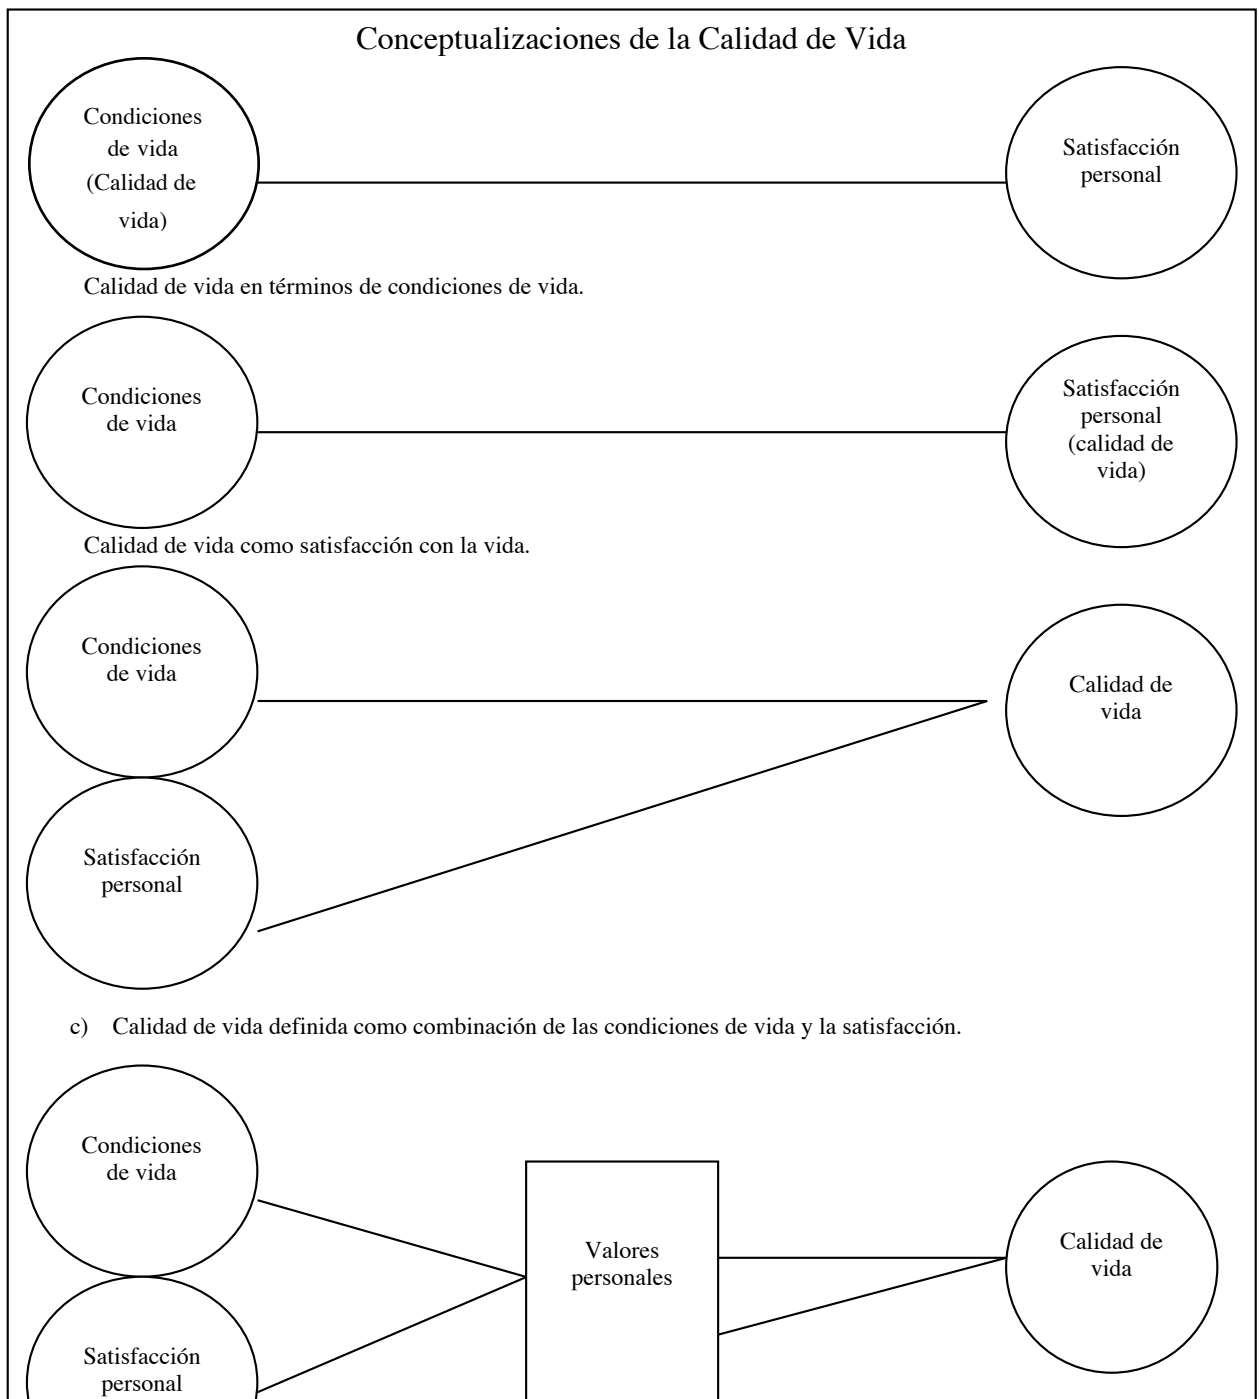 Conceptualizaciones de la Calidad de Vida
Condiciones
de vida
(Calidad de
vida)
Satisfacción
personal
Calidad de vida en términos de condiciones de vida.
Condiciones
de vida
Satisfacción
personal
(calidad de
vida)
Calidad de vida como satisfacción con la vida.
Condiciones
de vida
Calidad de
vida
Satisfacción
personal
c) Calidad de vida definida como combinación de las condiciones de vida y la satisfacción.
Condiciones
de vida
Valores
personales
Calidad de
vida
Satisfacción
personal